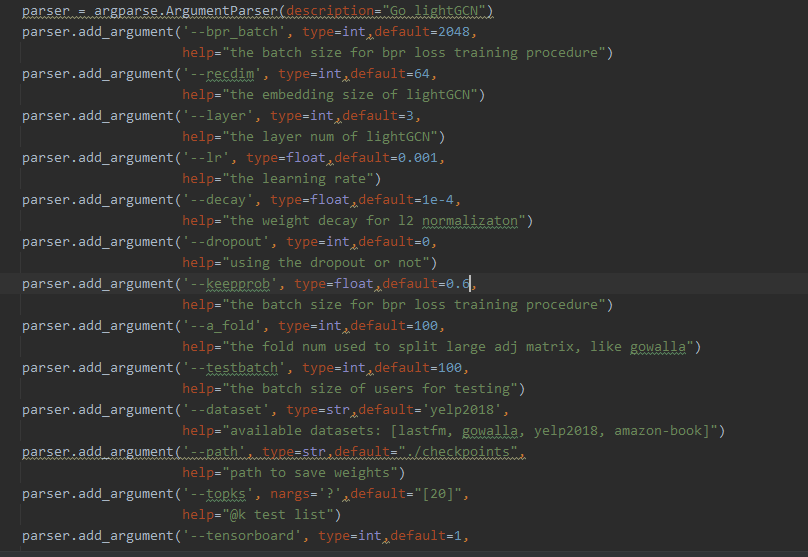 parser = argparse.ArgumentParser(description="Go lightGCN")
parser.add_argument('--bpr_batch', type=int,default=2048,
help="the batch size for bpr loss training procedure")
parser.add_argument('--recdim', type=int,default=64,
help="the embedding size of lightGCN")
parser.add_argument('--layer', type=int,default=3,
help="the layer num of lightGCN")
parser.add_argument('--lr', type=float,default=0.001,
help="the learning rate")
parser.add_argument('--decay', type=float,default=1e-4,
help="the weight decay for l2 normalizaton")
parser.add_argument('--dropout', type=int,default=0,
help="using the dropout or not")
parser.add_argument('--keepprob', type=float,default=0.6,
help="the batch size for bpr loss training procedure")
parser.add_argument('--a_fold', type=int,default=100,
help="the fold num used to split large adj matrix, like gowalla")
parser.add_argument('--testbatch', type=int,default=100,
help="the batch size of users for testing")
parser.add_argument('--dataset', type=str,default='yelp2018',
help="available datasets: [lastfm, gowalla, yelp2018, amazon-book]")
parser.add_argument('--path', type=str,default="./checkpoints",
help="path to save weights")
parser.add_argument('--topks', nargs='?',default="[20]",
help="@k test list")
parser.add_argument('--tensorboard', type=int,default=1,